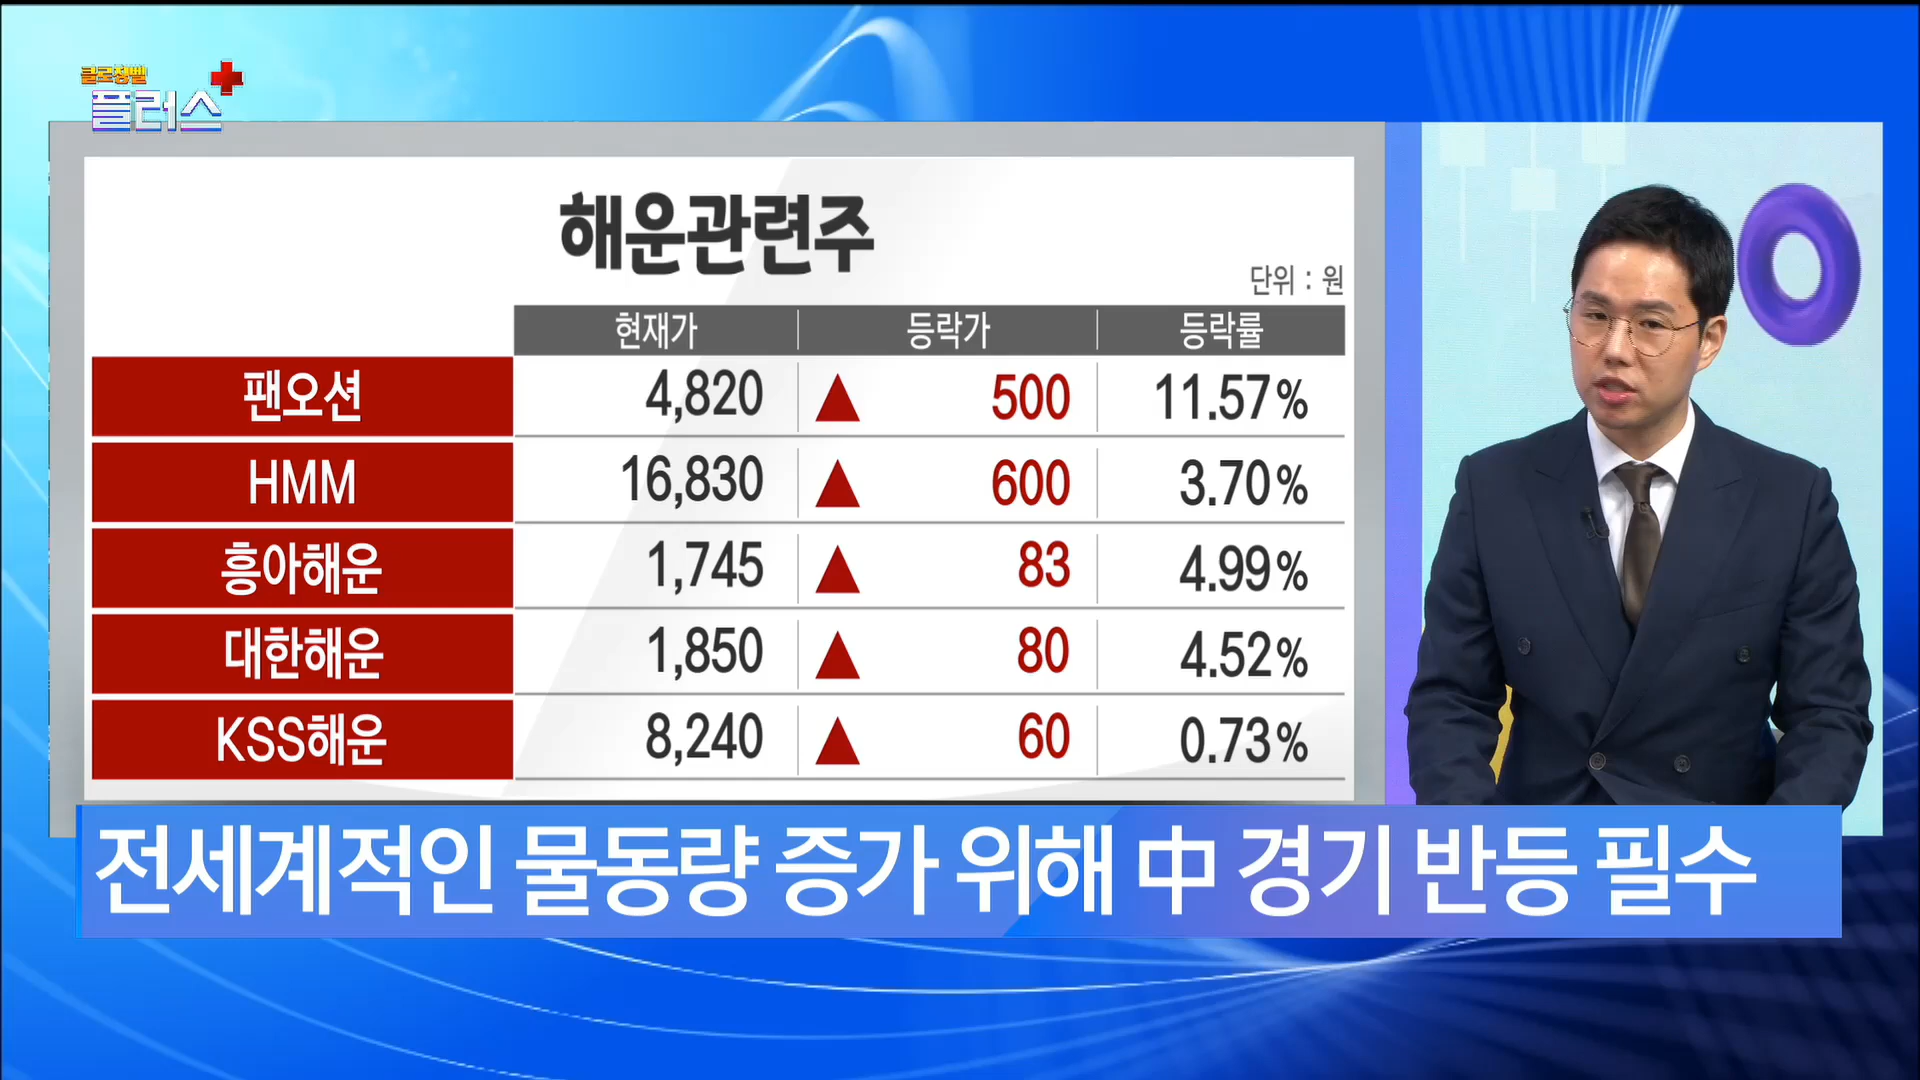 클로징벨
플러스
해운관련주
단위 : 원
현재가 등락가 등락률
팬오션 4,820 ▲ 500 11.57%
HMM 16,830 ▲ 600 3.70%
흥아해운 1,745 ▲ 83 4.99%
대한해운 1,850 ▲ 80 4.52%
KSS해운 8,240 ▲ 60 0.73%
전세계적인 물동량 증가 위해 中 경기 반등 필수